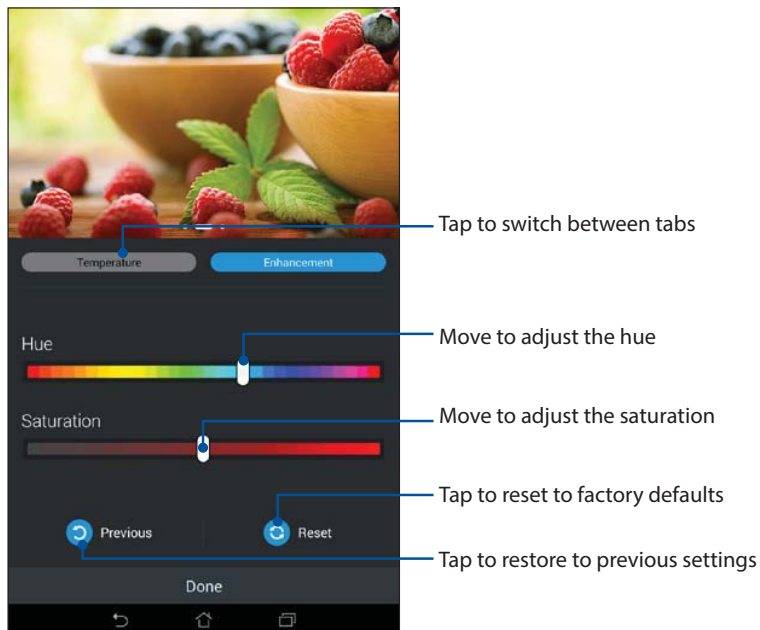 Tap to switch between tabs
Temperature
Enhancement
Hue
Move to adjust the hue
Saturation
Move to adjust the saturation
Tap to reset to factory defaults
Previous
Reset
Tap to restore to previous settings
Done